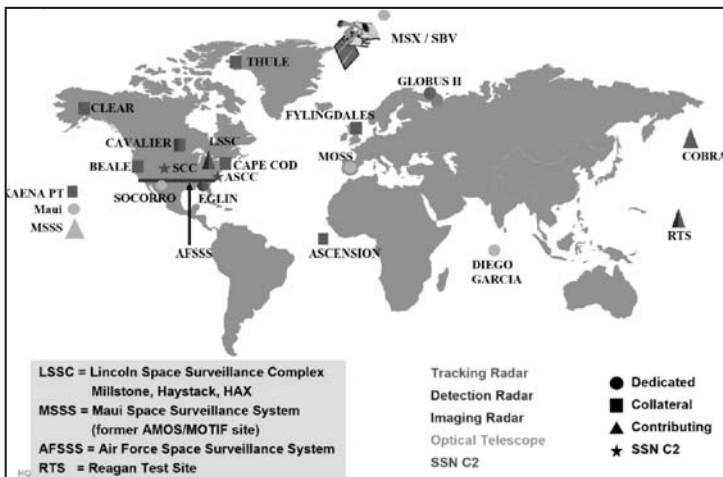 MSX / SBV
THULE
GLOBUS II
CLEAR
FYLINGDALES
LSSC
CAVALIER
COBRA
BEALE
SCC
CAPE COD
MOSS
ASCC
KAENA PT
SOCORRO
EGLIN
Maui
MSSS
RTS
AFSSS
ASCENSION
DIEGO
GARCIA
LSSC = Lincoln Space Surveillance Complex
Millstone, Haystack, HAX
MSSS = Maui Space Surveillance System
(former AMOS/MOTIF site)
AFSSS = Air Force Space Surveillance System
RTS = Reagan Test Site
Tracking Radar
Detection Radar
Imaging Radar
Optical Telescope
SSN C2
Dedicated
Collateral
Contributing
SSN C2